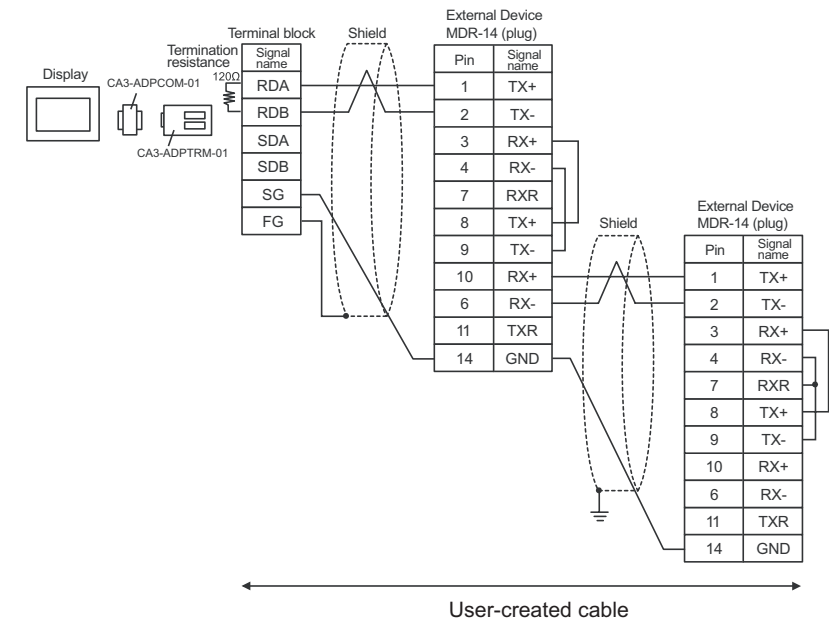 External Device
MDR-14 (plug)
Terminal block
Shield
Termination
resistance
120Ω
Display
CA3-ADPCOM-01
CA3-ADPTRM-01
Signal
name
RDA
RDB
SDA
SDB
SG
FG
Pin Signal
name
1 TX+
2 TX-
3 RX+
4 RX-
7 RXR
8 TX+
9 TX-
10 RX+
6 RX-
11 TXR
14 GND
Shield
External Device
MDR-14 (plug)
Pin Signal
name
1 TX+
2 TX-
3 RX+
4 RX-
7 RXR
8 TX+
9 TX-
10 RX+
6 RX-
11 TXR
14 GND
User-created cable